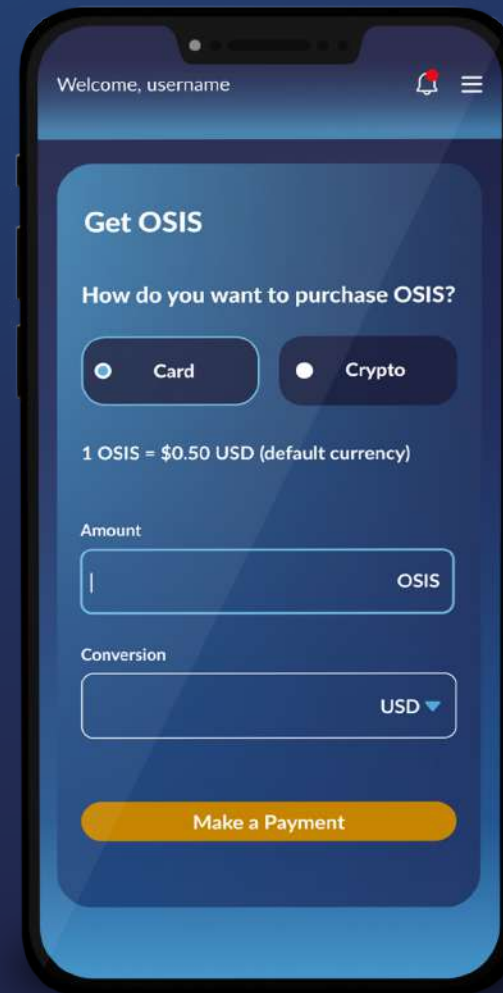 Welcome, username
Get OSIS
How do you want to purchase OSIS?
Card
Crypto
1 OSIS = $0.50 USD (default currency)
Amount
OSIS
Conversion
USD
Make a Payment